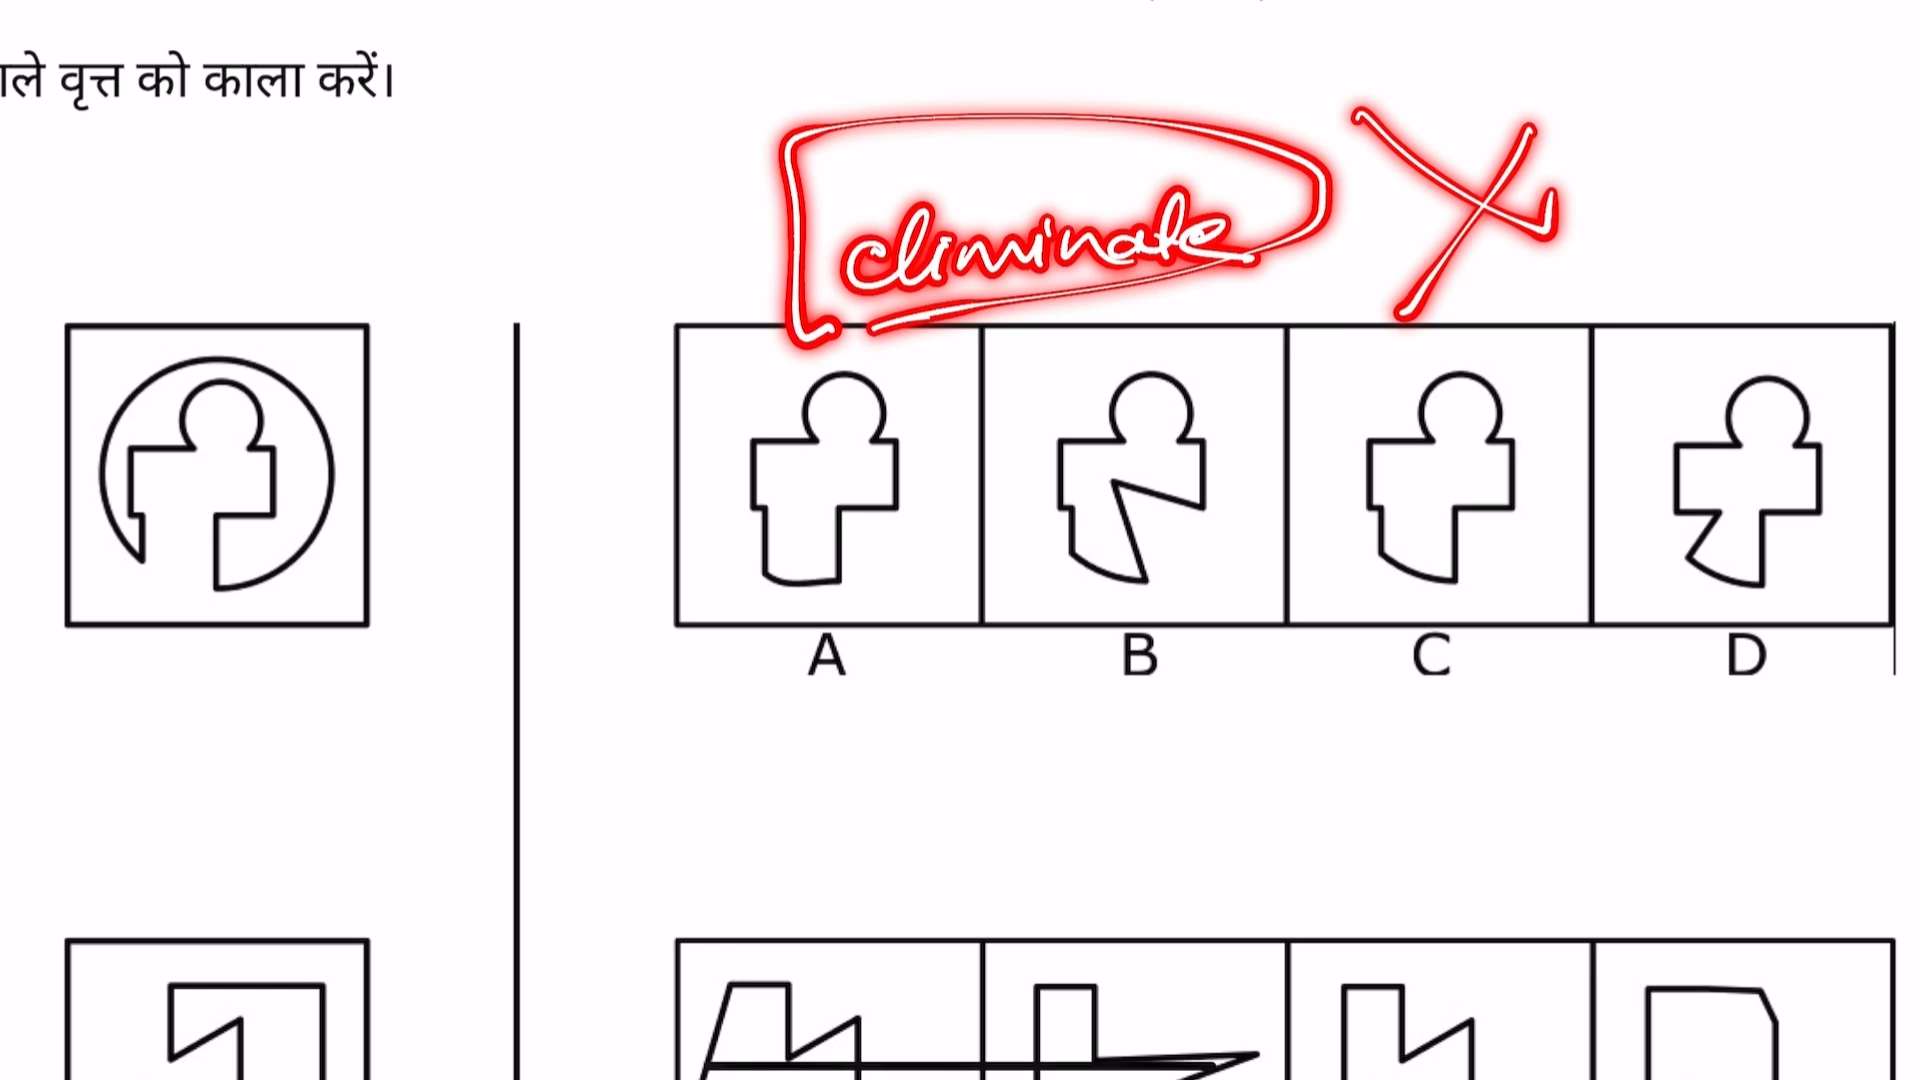 ले वृत्त को काला करें।
eliminate
A B C D